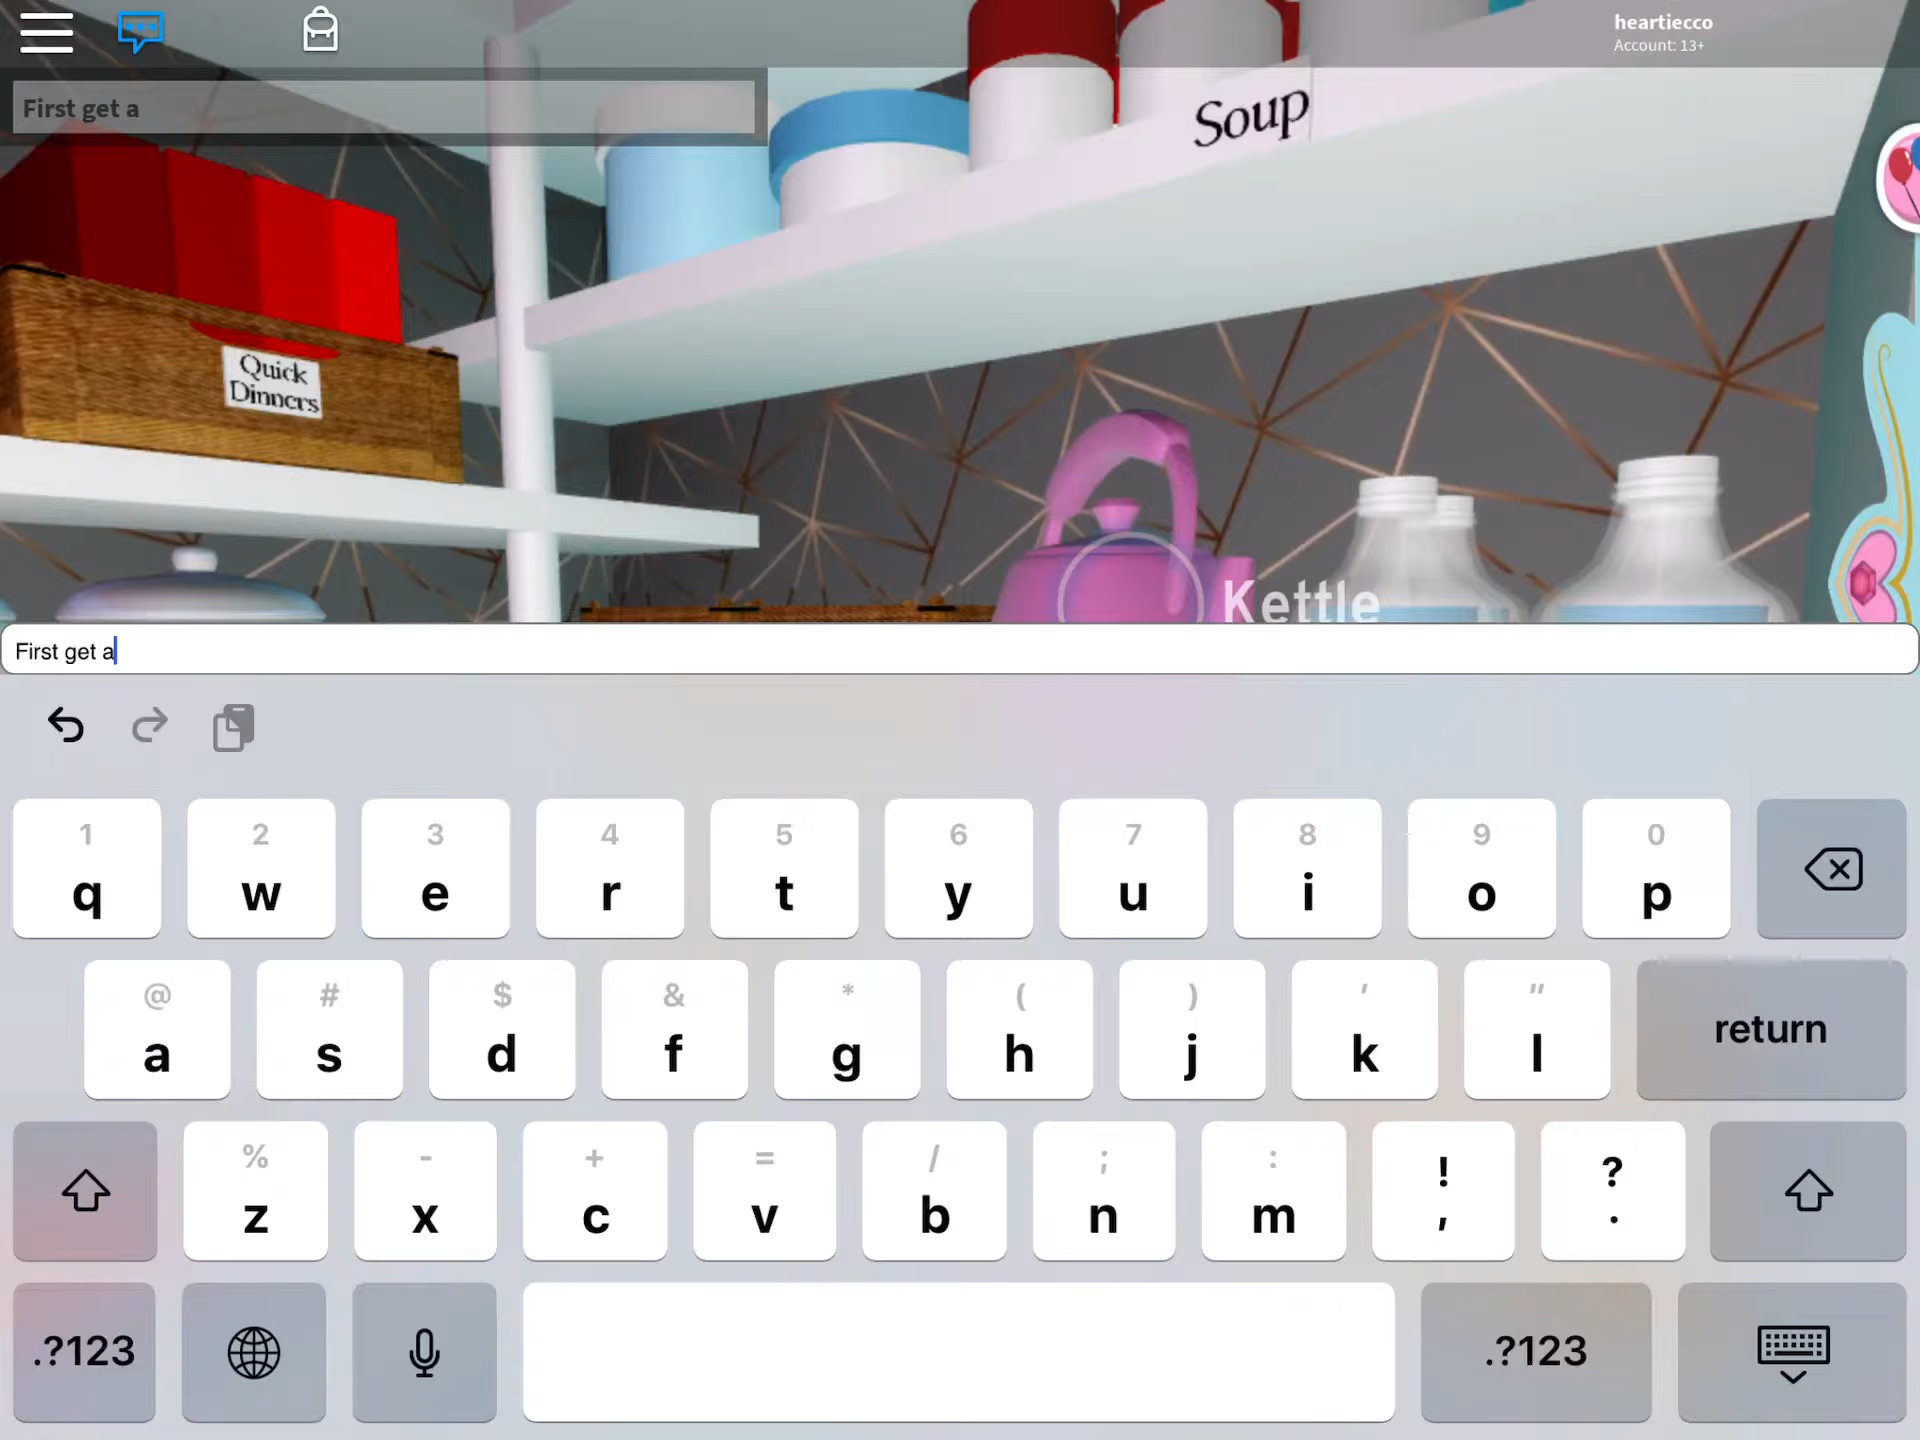 heartiecco
Account: 13+
First get a
Soup
Quick
Dinners
Kettle
First get a
1 2 3 4 5 6 7 8 9 0
q w e r t y u i o p
@ # $ & * ( ) ' "
a s d f g h j k l return
% - + = / ; : ! ?
z x c v b n m , .
.?123 .?123